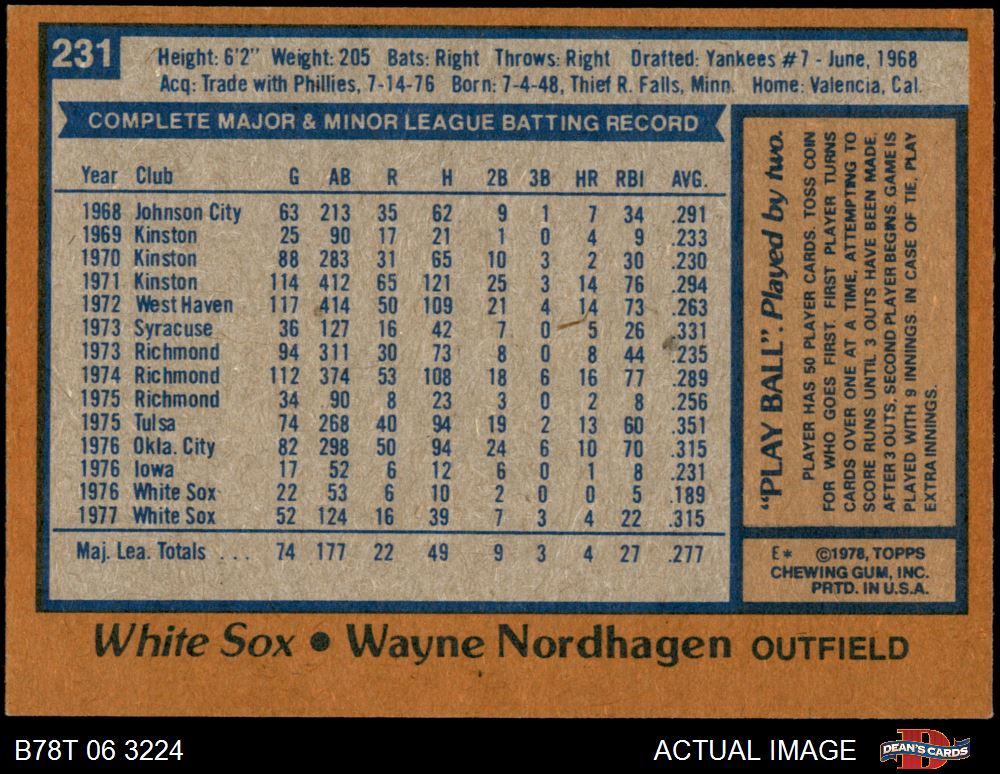 231
Height: 6'2" Weight: 205 Bats: Right Throws: Right Drafted: Yankees #7 - June, 1968
Acq: Trade with Phillies, 7-14-76 Born: 7-4-48, Thief R. Falls, Minn. Home: Valencia, Cal.
COMPLETE MAJOR & MINOR LEAGUE BATTING RECORD
Year Club G AB R H 2B 3B HR RBI AVG.
1968 Johnson City 63 213 35 62 9 1 7 34 .291
1969 Kinston 25 90 17 21 1 0 4 9 .233
1970 Kinston 88 283 31 65 10 3 2 30 .230
1971 Kinston 114 412 65 121 25 3 14 76 .294
1972 West Haven 117 414 50 109 21 4 14 73 .263
1973 Syracuse 36 127 16 42 7 0 5 26 .331
1973 Richmond 94 311 30 73 8 0 8 44 .235
1974 Richmond 112 374 53 108 18 6 16 77 .289
1975 Richmond 34 90 8 23 3 0 2 8 .256
1975 Tulsa 74 268 40 94 19 2 13 60 .351
1976 Okla. City 82 298 50 94 24 6 10 70 .315
1976 Iowa 17 52 6 12 6 0 1 8 .231
1976 White Sox 22 53 6 10 2 0 0 5 .189
1977 White Sox 52 124 16 39 7 3 4 22 .315
Maj. Lea. Totals . . . 74 177 22 49 9 3 4 27 .277
"PLAY BALL". Played by two.
PLAYER HAS 50 PLAYER CARDS. TOSS COIN
FOR WHO GOES FIRST. FIRST PLAYER TURNS
CARDS OVER ONE AT A TIME, ATTEMPTING TO
SCORE RUNS UNTIL 3 OUTS HAVE BEEN MADE.
AFTER 3 OUTS, SECOND PLAYER BEGINS. GAME IS
PLAYED WITH 9 INNINGS. IN CASE OF TIE, PLAY
EXTRA INNINGS.
E* ©1978, TOPPS
CHEWING GUM, INC.
PRTD. IN U.S.A.
White Sox • Wayne Nordhagen OUTFIELD
B78T 06 3224
ACTUAL IMAGE
DEAN'S CARDS